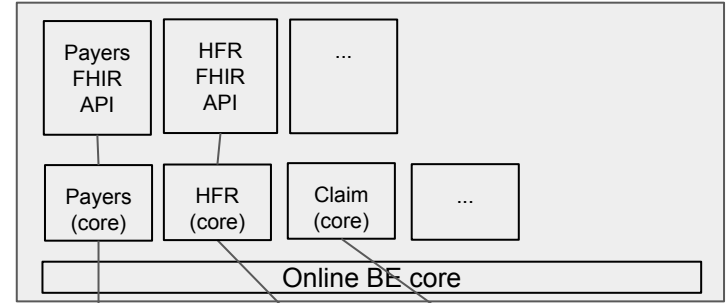 Payers
FHIR
API
HFR
FHIR
API
...
Payers
(core)
HFR
(core)
Claim
(core)
...
Online BE core